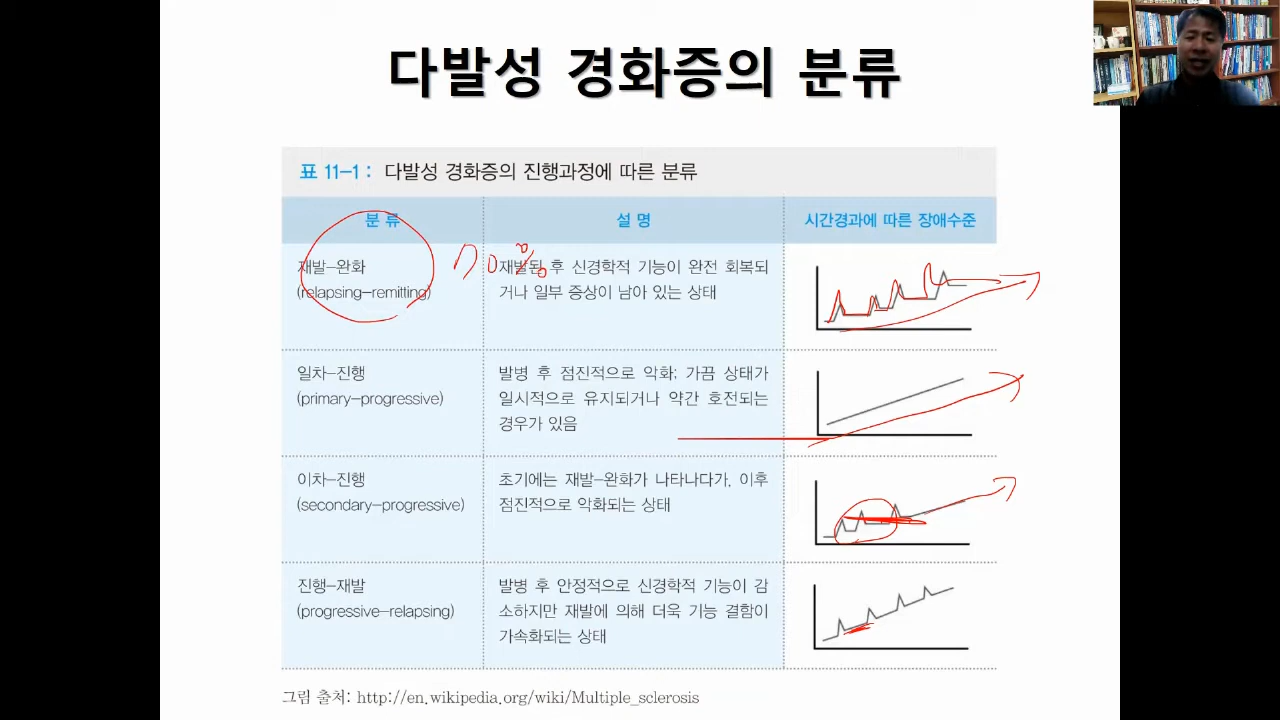 다발성 경화증의 분류
표 11-1 : 다발성 경화증의 진행과정에 따른 분류
분 류
설 명
시간경과에 따른 장애수준
재발-완화
(relapsing-remitting)
70%
재발된 후 신경학적 기능이 완전 회복되
거나 일부 증상이 남아 있는 상태
일차-진행
(primary-progressive)
발병 후 점진적으로 악화; 가끔 상태가
일시적으로 유지되거나 약간 호전되는
경우가 있음
이차-진행
(secondary-progressive)
초기에는 재발-완화가 나타나다가, 이후
점진적으로 악화되는 상태
진행-재발
(progressive-relapsing)
발병 후 안정적으로 신경학적 기능이 감
소하지만 재발에 의해 더욱 기능 결함이
가속화되는 상태
그림 출처: http://en.wikipedia.org/wiki/Multiple_sclerosis